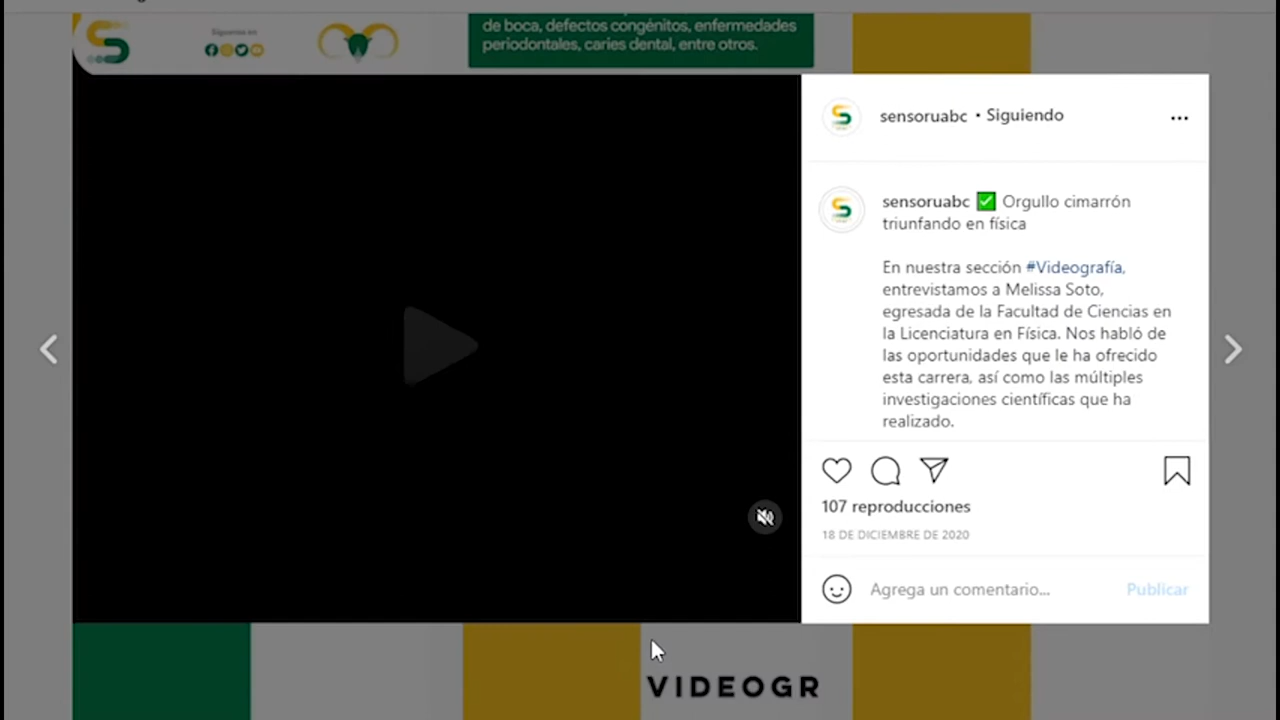 Síguenos en
de boca, defectos congénitos, enfermedades
periodontales, caries dental, entre otros.
sensoruabc • Siguiendo
sensoruabc ✅ Orgullo cimarrón
triunfando en física
En nuestra sección #Videografía,
entrevistamos a Melissa Soto,
egresada de la Facultad de Ciencias en
la Licenciatura en Física. Nos habló de
las oportunidades que le ha ofrecido
esta carrera, así como las múltiples
investigaciones científicas que ha
realizado.
107 reproducciones
18 DE DICIEMBRE DE 2020
Agrega un comentario... Publicar
VIDEOGR